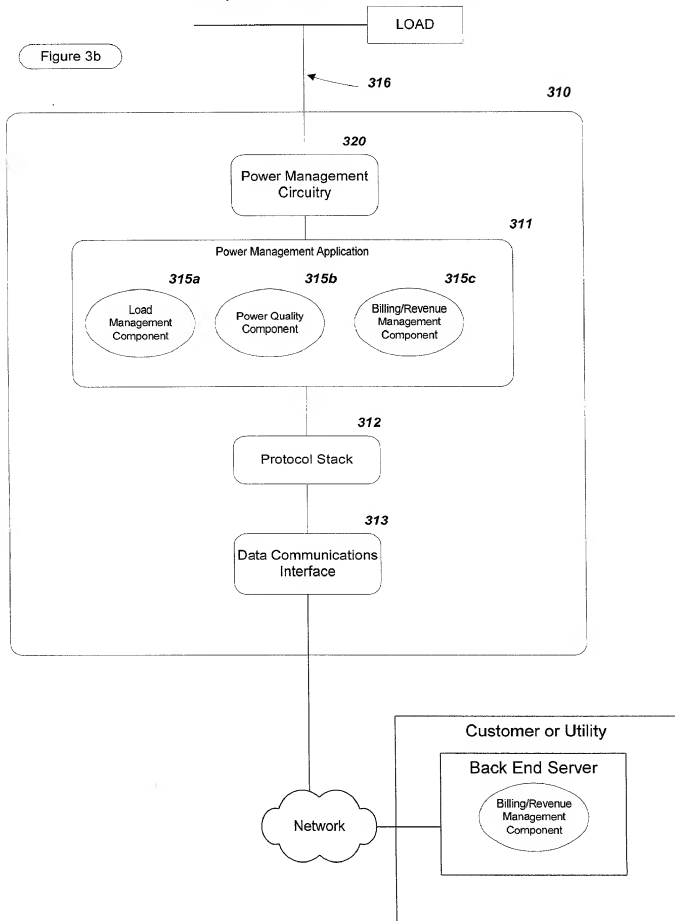 LOAD
Figure 3b
316
310
320
Power Management
Circuitry
311
Power Management Application
315a
315b
315c
Load
Management
Component
Power Quality
Component
Billing/Revenue
Management
Component
312
Protocol Stack
313
Data Communications
Interface
Customer or Utility
Back End Server
Billing/Revenue
Management
Component
Network